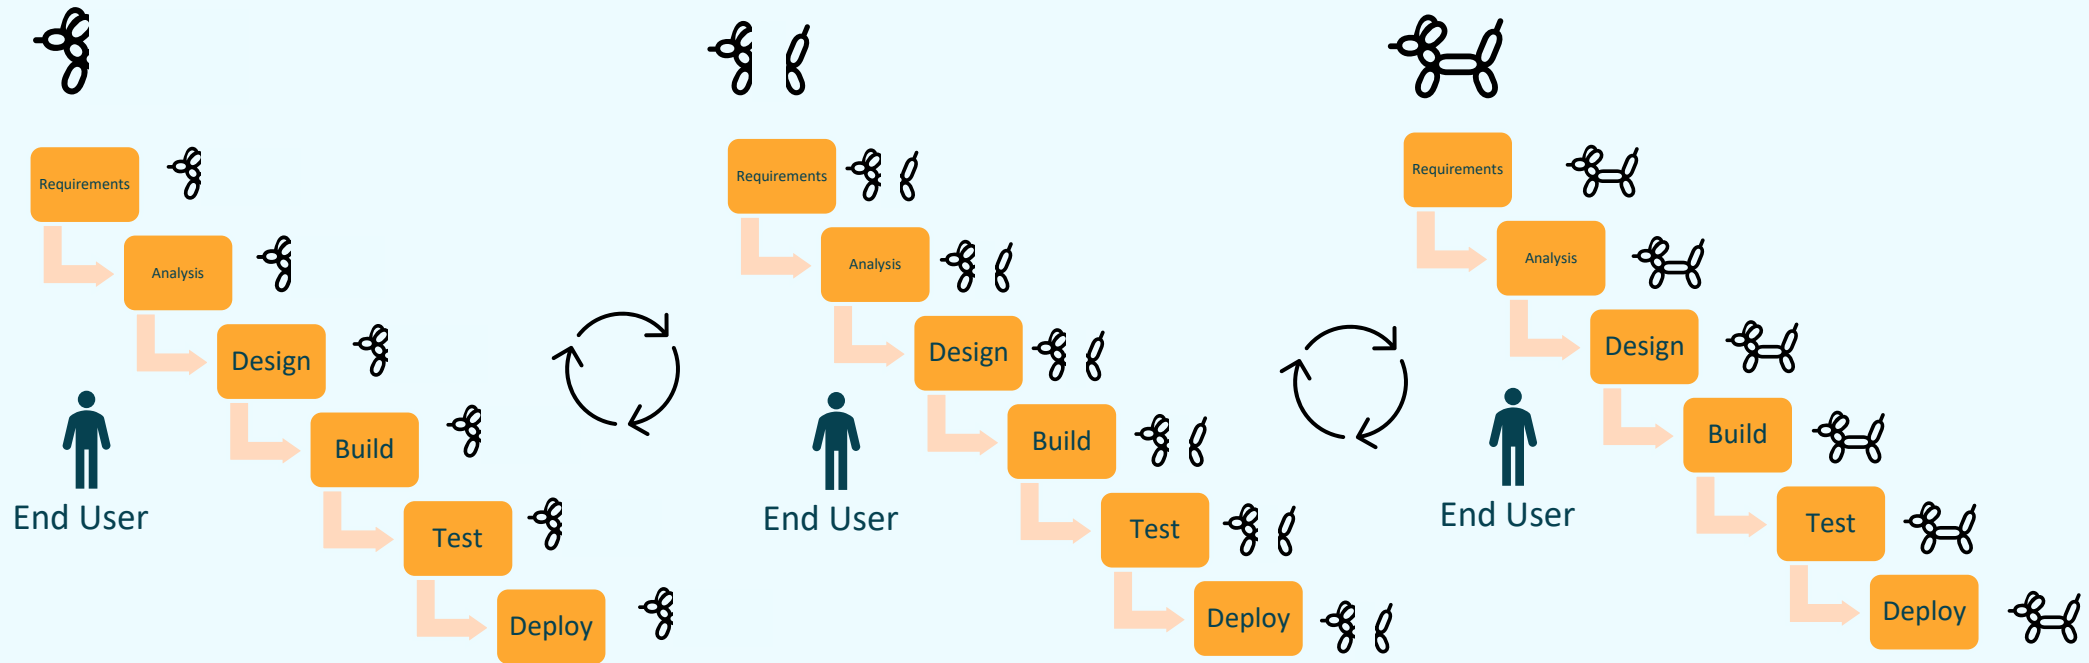 Requirements
Analysis
Design
Build
Test
Deploy
End User
Requirements
Analysis
Design
Build
Test
Deploy
End User
Requirements
Analysis
Design
Build
Test
Deploy
End User